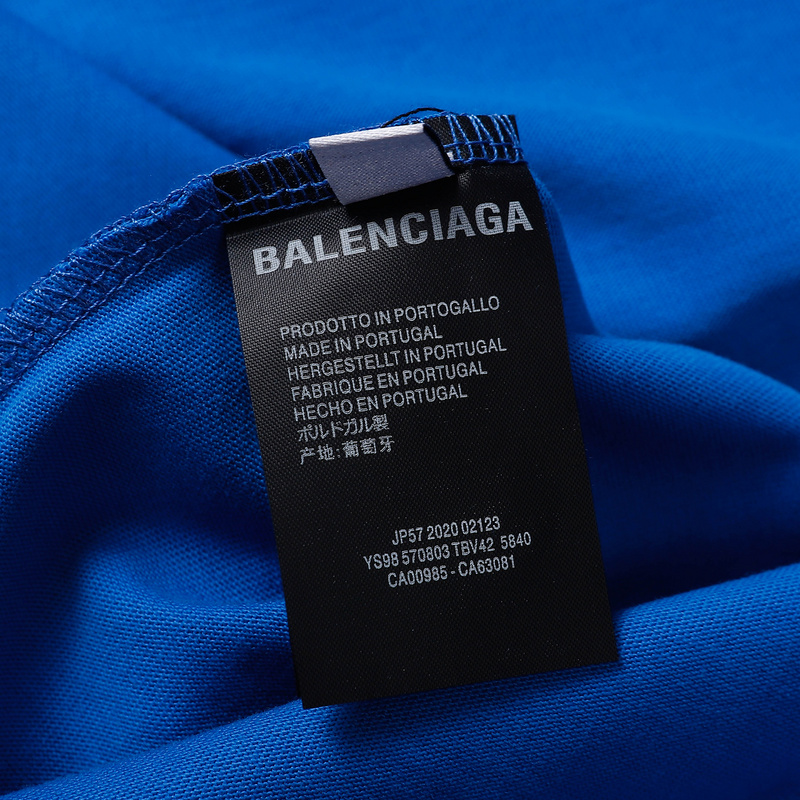 BALENCIAGA
PRODOTTO IN PORTOGALLO
MADE IN PORTUGAL
HERGESTELLT IN PORTUGAL
FABRIQUE EN PORTUGAL
HECHO EN PORTUGAL
ポルトガル製
产地:葡萄牙
JP57 2020 02123
YS98 570803 TBV42 5840
CA00985 - CA63081